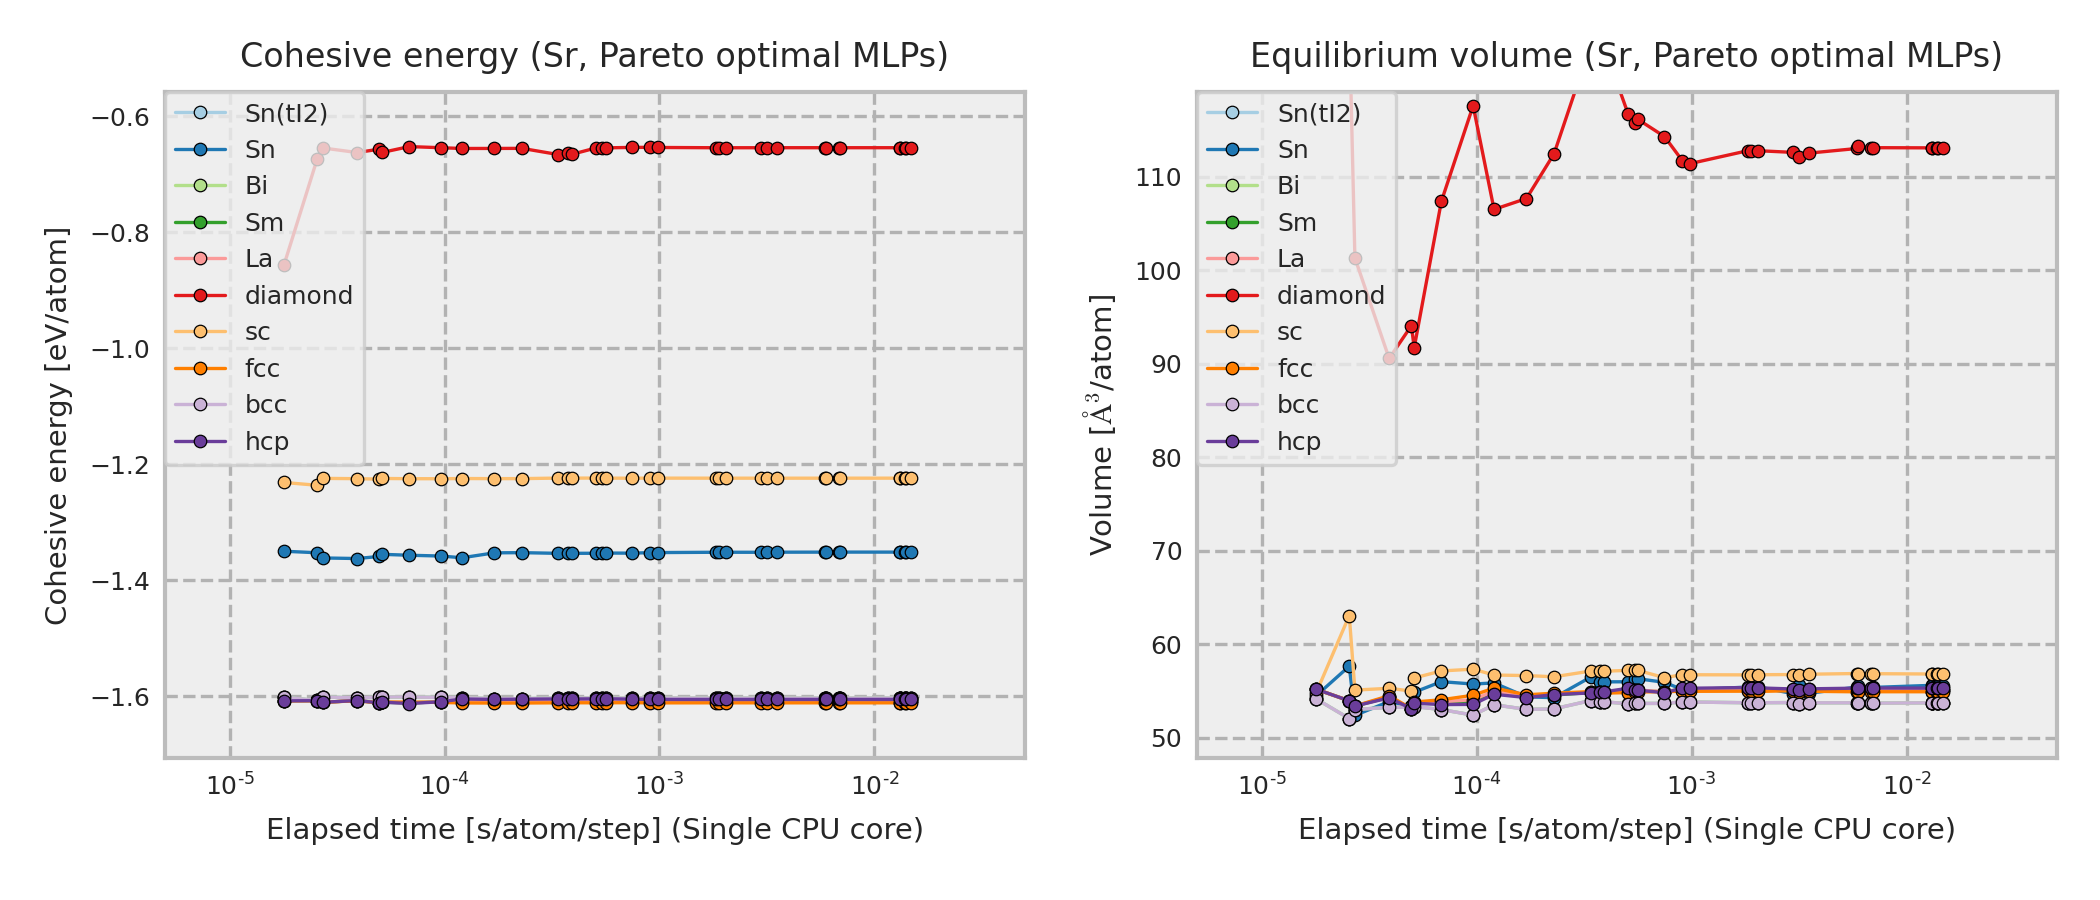 Cohesive energy (Sr, Pareto optimal MLPs)
Cohesive energy [eV/atom]
−0.6
−0.8
−1.0
−1.2
−1.4
−1.6
Sn(tI2)
Sn
Bi
Sm
La
diamond
sc
fcc
bcc
hcp
10-5 10-4 10-3 10-2
Elapsed time [s/atom/step] (Single CPU core)
Equilibrium volume (Sr, Pareto optimal MLPs)
Volume [Å3/atom]
110
100
90
80
70
60
50
Sn(tI2)
Sn
Bi
Sm
La
diamond
sc
fcc
bcc
hcp
10-5 10-4 10-3 10-2
Elapsed time [s/atom/step] (Single CPU core)